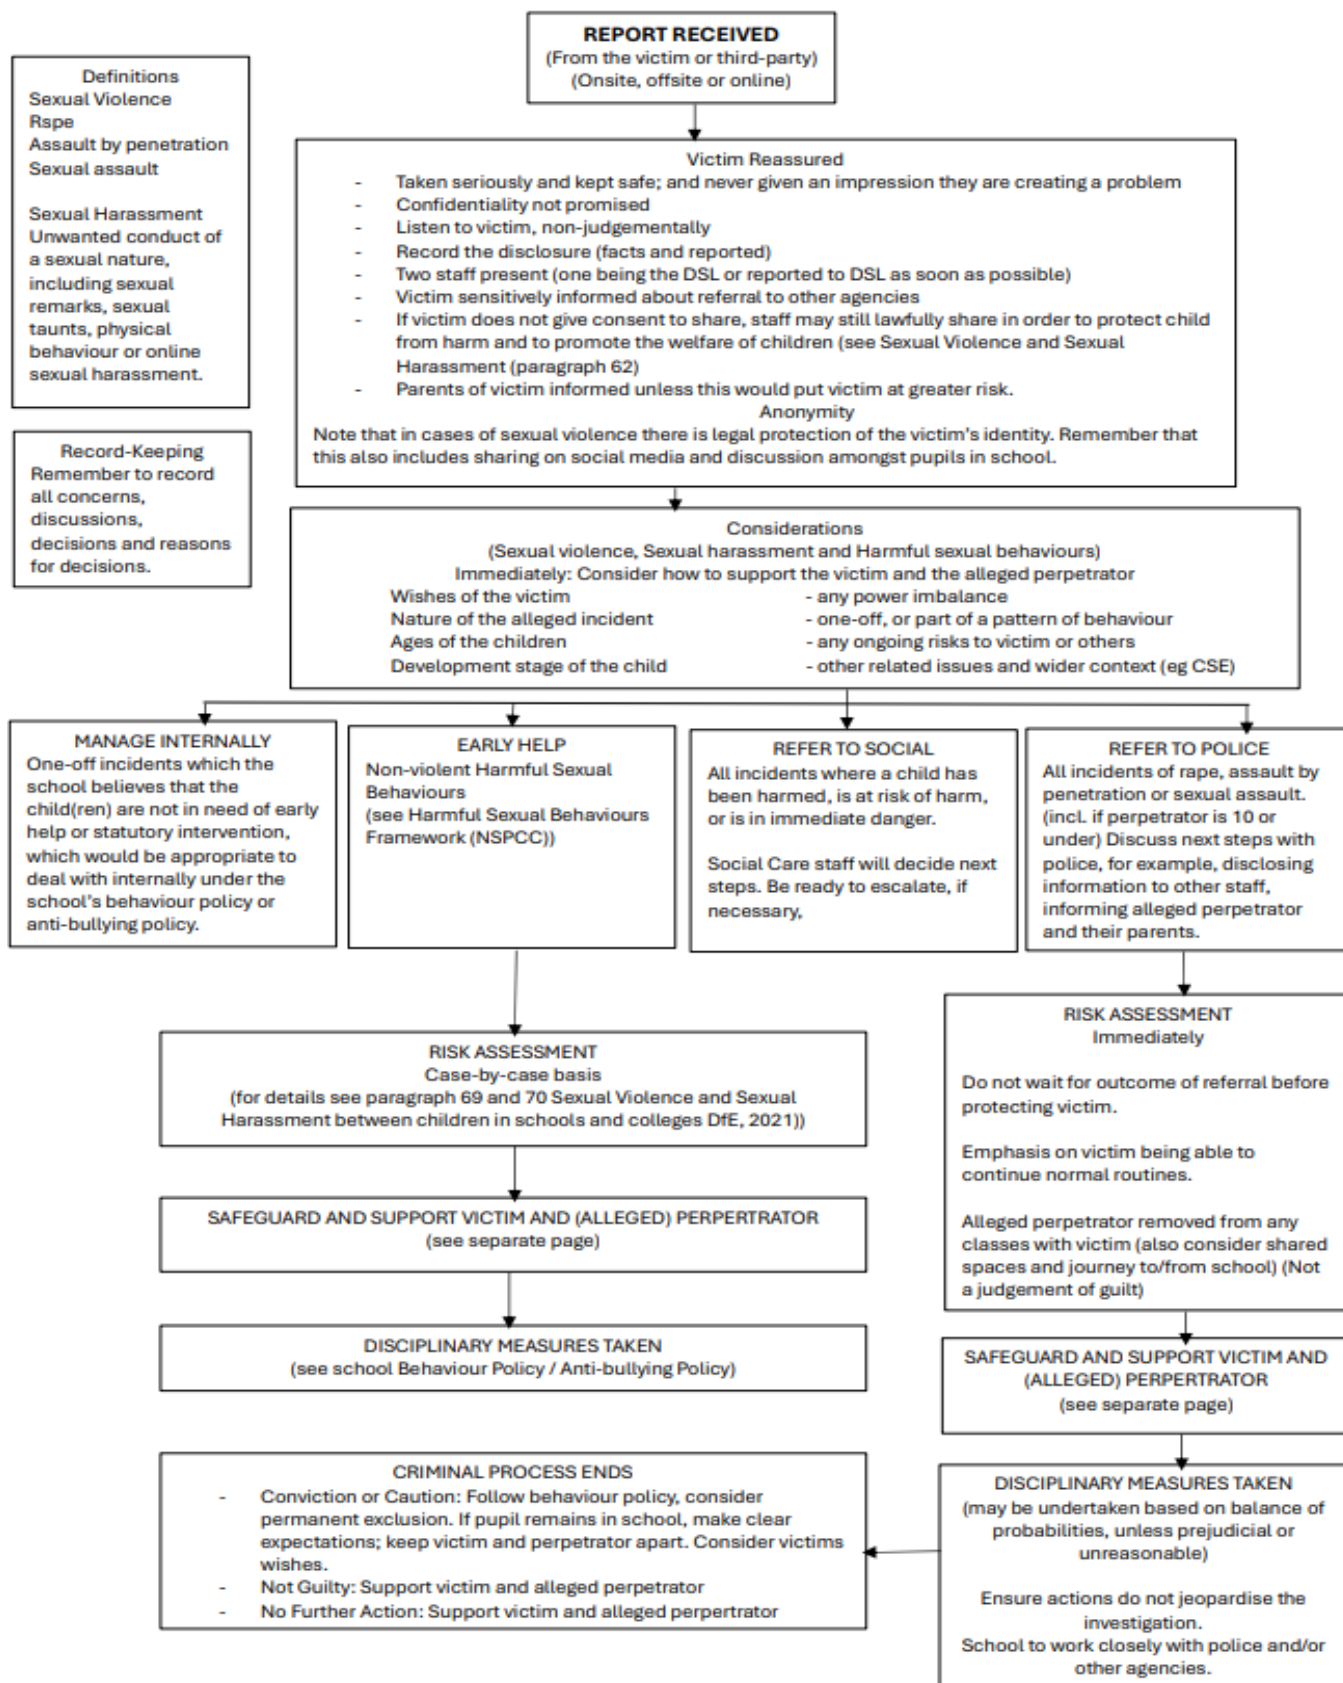 REPORT RECEIVED
(From the victim or third-party)
(Onsite, offsite or online)
Definitions
Sexual Violence
Rspe
Assault by penetration
Sexual assault
Sexual Harassment
Unwanted conduct of
a sexual nature,
including sexual
remarks, sexual
taunts, physical
behaviour or online
sexual harassment.
Victim Reassured
- Taken seriously and kept safe; and never given an impression they are creating a problem
- Confidentiality not promised
- Listen to victim, non-judgementally
- Record the disclosure (facts and reported)
- Two staff present (one being the DSL or reported to DSL as soon as possible)
- Victim sensitively informed about referral to other agencies
- If victim does not give consent to share, staff may still lawfully share in order to protect child
from harm and to promote the welfare of children (see Sexual Violence and Sexual
Harassment (paragraph 62)
- Parents of victim informed unless this would put victim at greater risk.
Anonymity
Note that in cases of sexual violence there is legal protection of the victim's identity. Remember that
this also includes sharing on social media and discussion amongst pupils in school.
Record-Keeping
Remember to record
all concerns,
discussions,
decisions and reasons
for decisions.
Considerations
(Sexual violence, Sexual harassment and Harmful sexual behaviours)
Immediately: Consider how to support the victim and the alleged perpetrator
Wishes of the victim - any power imbalance
Nature of the alleged incident - one-off, or part of a pattern of behaviour
Ages of the children - any ongoing risks to victim or others
Development stage of the child - other related issues and wider context (eg CSE)
MANAGE INTERNALLY
One-off incidents which the
school believes that the
child(ren) are not in need of early
help or statutory intervention,
which would be appropriate to
deal with internally under the
school's behaviour policy or
anti-bullying policy.
EARLY HELP
Non-violent Harmful Sexual
Behaviours
(see Harmful Sexual Behaviours
Framework (NSPCC))
REFER TO SOCIAL
All incidents where a child has
been harmed, is at risk of harm,
or is in immediate danger.
Social Care staff will decide next
steps. Be ready to escalate, if
necessary,
REFER TO POLICE
All incidents of rape, assault by
penetration or sexual assault.
(incl. if perpetrator is 10 or
under) Discuss next steps with
police, for example, disclosing
information to other staff,
informing alleged perpetrator
and their parents.
RISK ASSESSMENT
Case-by-case basis
(for details see paragraph 69 and 70 Sexual Violence and Sexual
Harassment between children in schools and colleges DfE, 2021))
SAFEGUARD AND SUPPORT VICTIM AND (ALLEGED) PERPERTRATOR
(see separate page)
DISCIPLINARY MEASURES TAKEN
(see school Behaviour Policy / Anti-bullying Policy)
RISK ASSESSMENT
Immediately
Do not wait for outcome of referral before
protecting victim.
Emphasis on victim being able to
continue normal routines.
Alleged perpetrator removed from any
classes with victim (also consider shared
spaces and journey to/from school) (Not
a judgement of guilt)
SAFEGUARD AND SUPPORT VICTIM AND
(ALLEGED) PERPERTRATOR
(see separate page)
DISCIPLINARY MEASURES TAKEN
(may be undertaken based on balance of
probabilities, unless prejudicial or
unreasonable)
Ensure actions do not jeopardise the
investigation.
School to work closely with police and/or
other agencies.
CRIMINAL PROCESS ENDS
- Conviction or Caution: Follow behaviour policy, consider
permanent exclusion. If pupil remains in school, make clear
expectations; keep victim and perpetrator apart. Consider victims
wishes.
- Not Guilty: Support victim and alleged perpetrator
- No Further Action: Support victim and alleged perpertrator